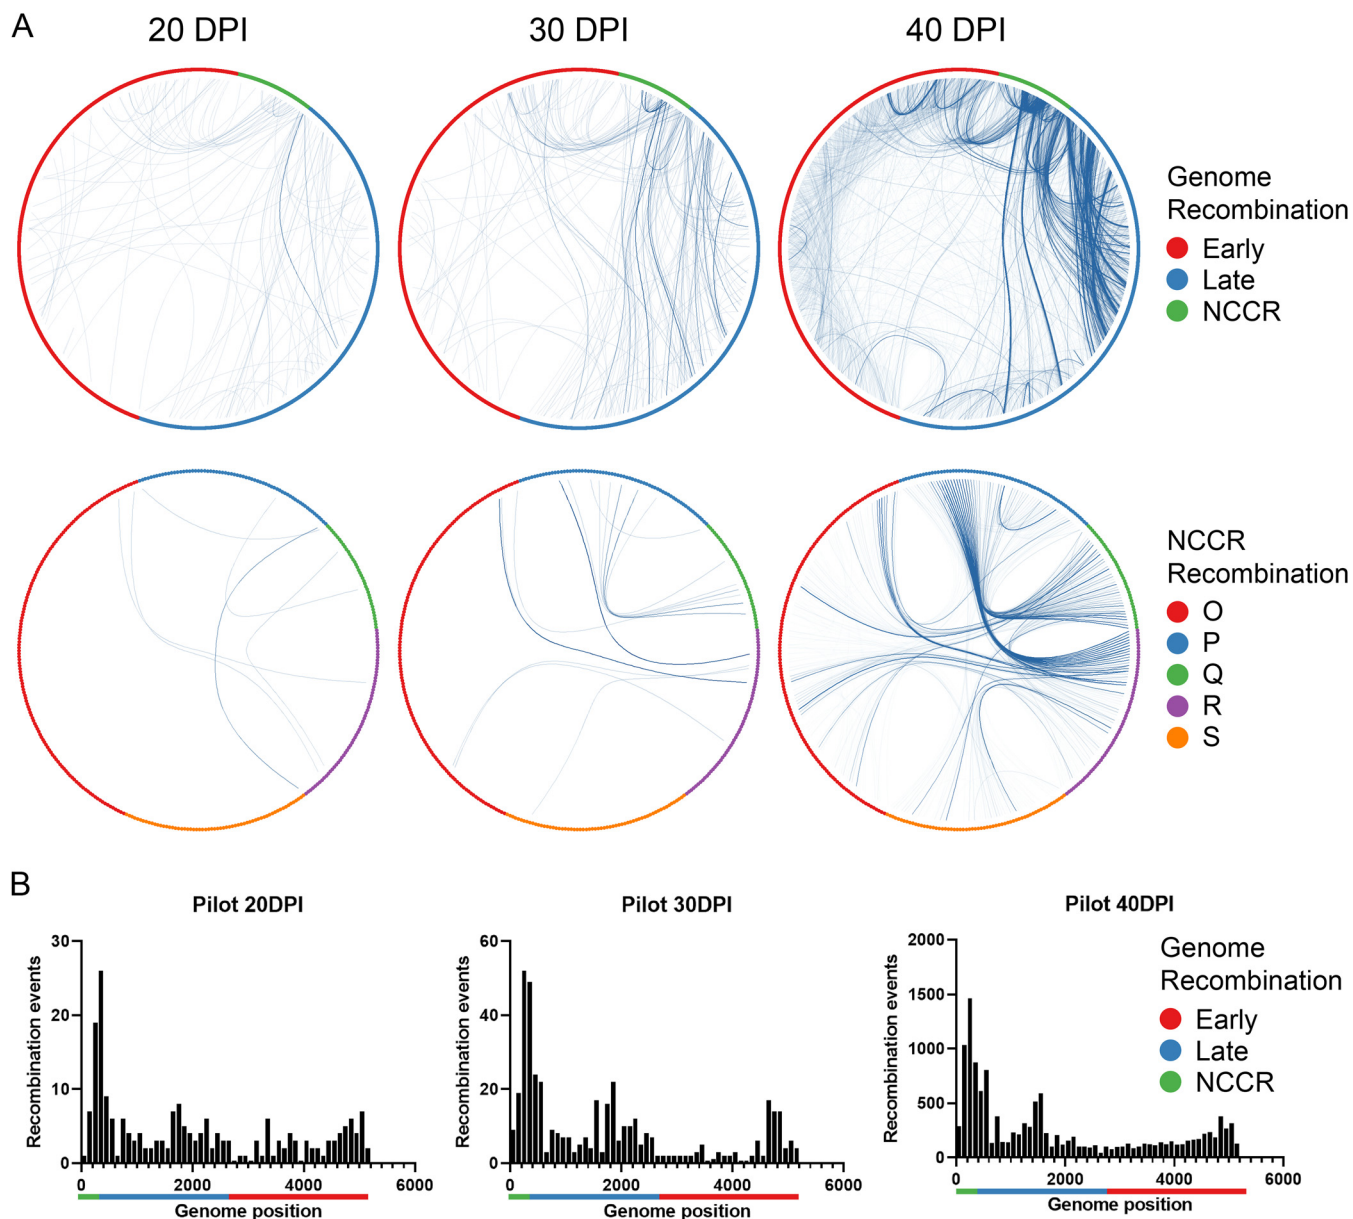 A
20 DPI
30 DPI
40 DPI
Genome
Recombination
Early
Late
NCCR
NCCR
Recombination
O
P
Q
R
S
B
Pilot 20DPI
Recombination events
30
20
10
0
0
2000
4000
6000
Genome position
Pilot 30DPI
Recombination events
60
40
20
0
0
2000
4000
6000
Genome position
Pilot 40DPI
Recombination events
2000
1500
1000
500
0
0
2000
4000
6000
Genome position
Genome
Recombination
Early
Late
NCCR